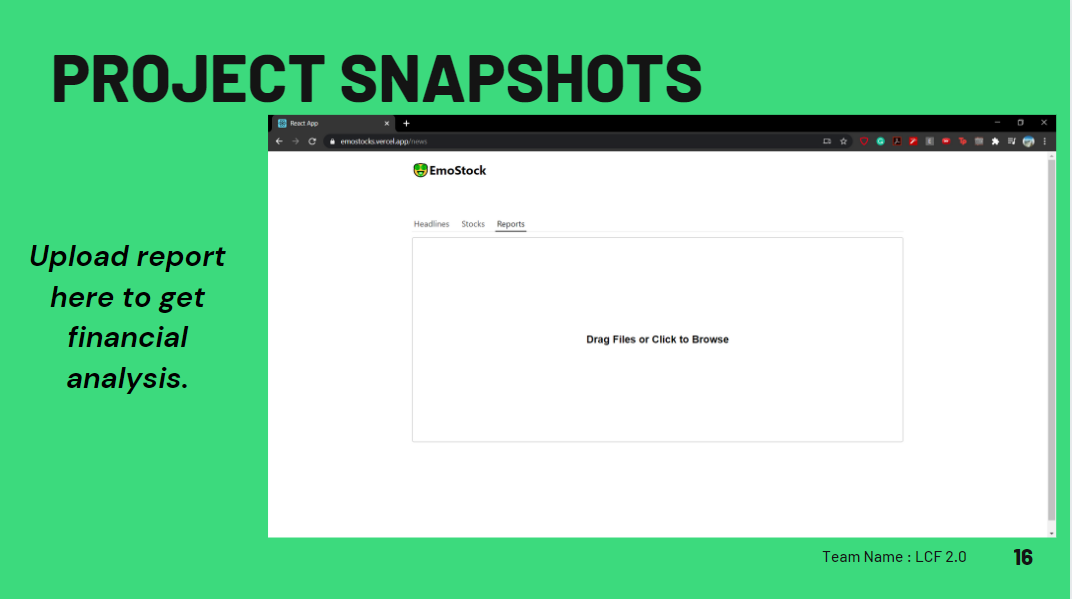 PROJECT SNAPSHOTS
React App
emostocks.vercel.app/news
EmoStock
Headlines Stocks Reports
Upload report
here to get
financial
analysis.
Drag Files or Click to Browse
Team Name : LCF 2.0
16